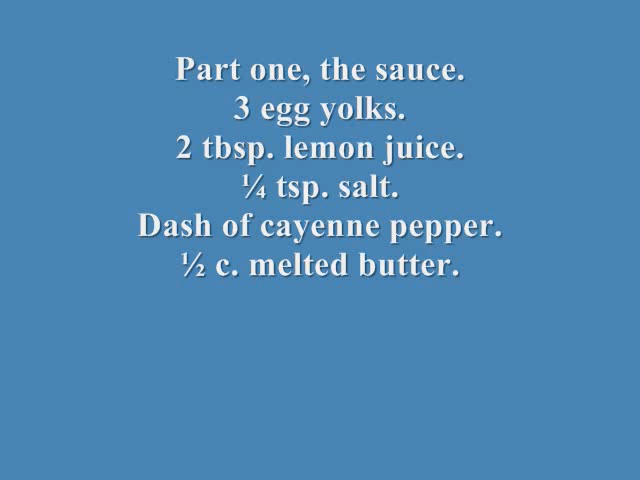 Part one, the sauce.
3 egg yolks.
2 tbsp. lemon juice.
¼ tsp. salt.
Dash of cayenne pepper.
½ c. melted butter.